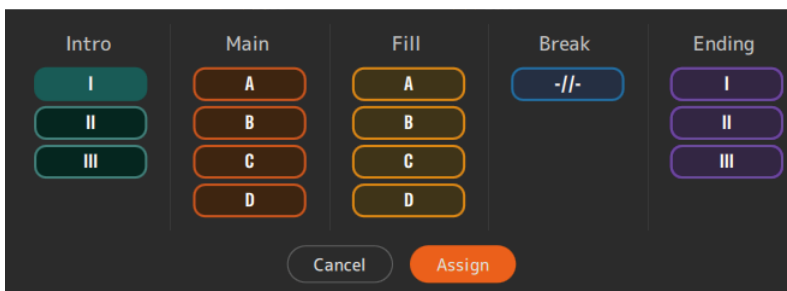 Intro Main Fill Break Ending
I A A -//- I
II B B II
III C C III
D D
Cancel Assign